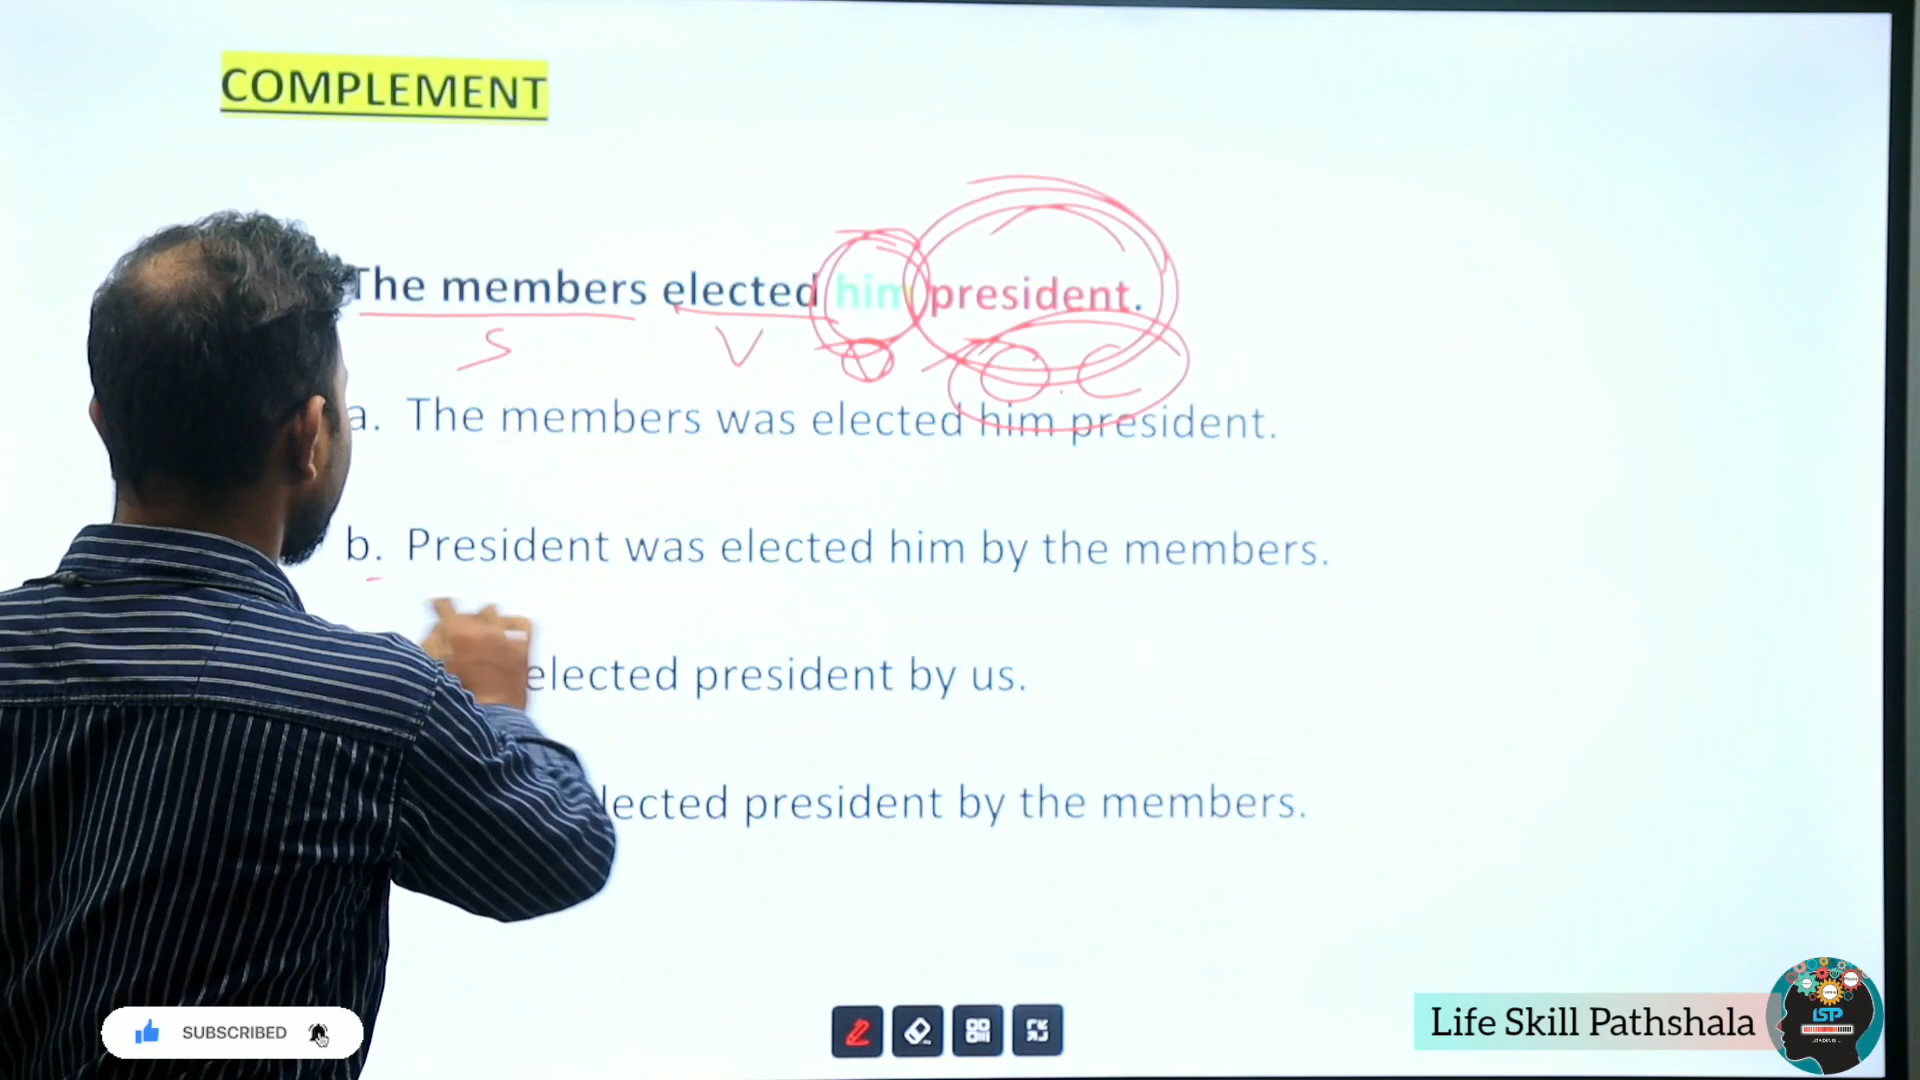 COMPLEMENT
The members elected him president.
S V
a. The members was elected him president.
b. President was elected him by the members.
elected president by us.
lected president by the members.
SUBSCRIBED
Life Skill Pathshala
LSP